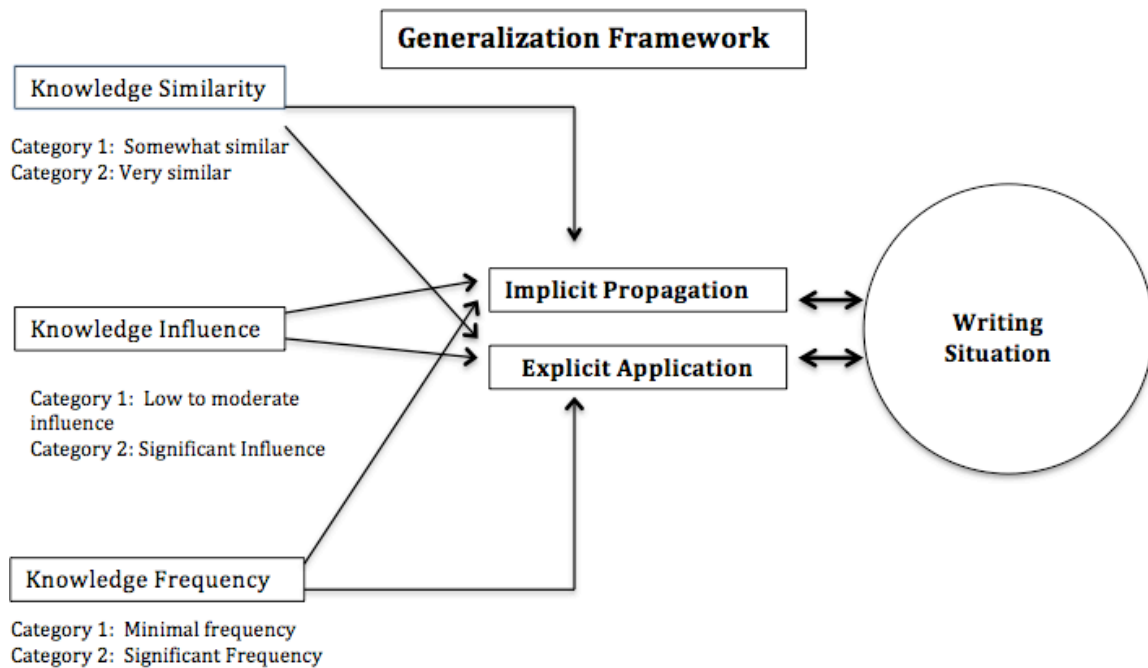 Generalization Framework
Knowledge Similarity
Category 1:  Somewhat similar
Category 2: Very similar
Implicit Propagation
Knowledge Influence
Explicit Application
Writing
Situation
Category 1:  Low to moderate
influence
Category 2: Significant Influence
Knowledge Frequency
Category 1:  Minimal frequency
Category 2:  Significant Frequency